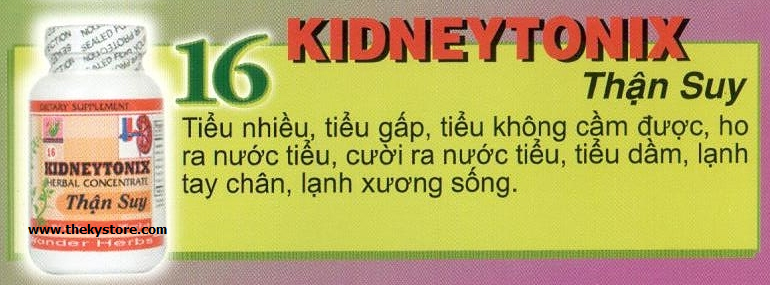 16
KIDNEYTONIX
Thận Suy
Tiểu nhiều, tiểu gấp, tiểu không cầm được, ho
ra nước tiểu, cười ra nước tiểu, tiểu dầm, lạnh
tay chân, lạnh xương sống.
DIETARY SUPPLEMENT
16
KIDNEYTONIX
HERBAL CONCENTRATE
Thận Suy
www.thekystore.com
Wonder Herbs